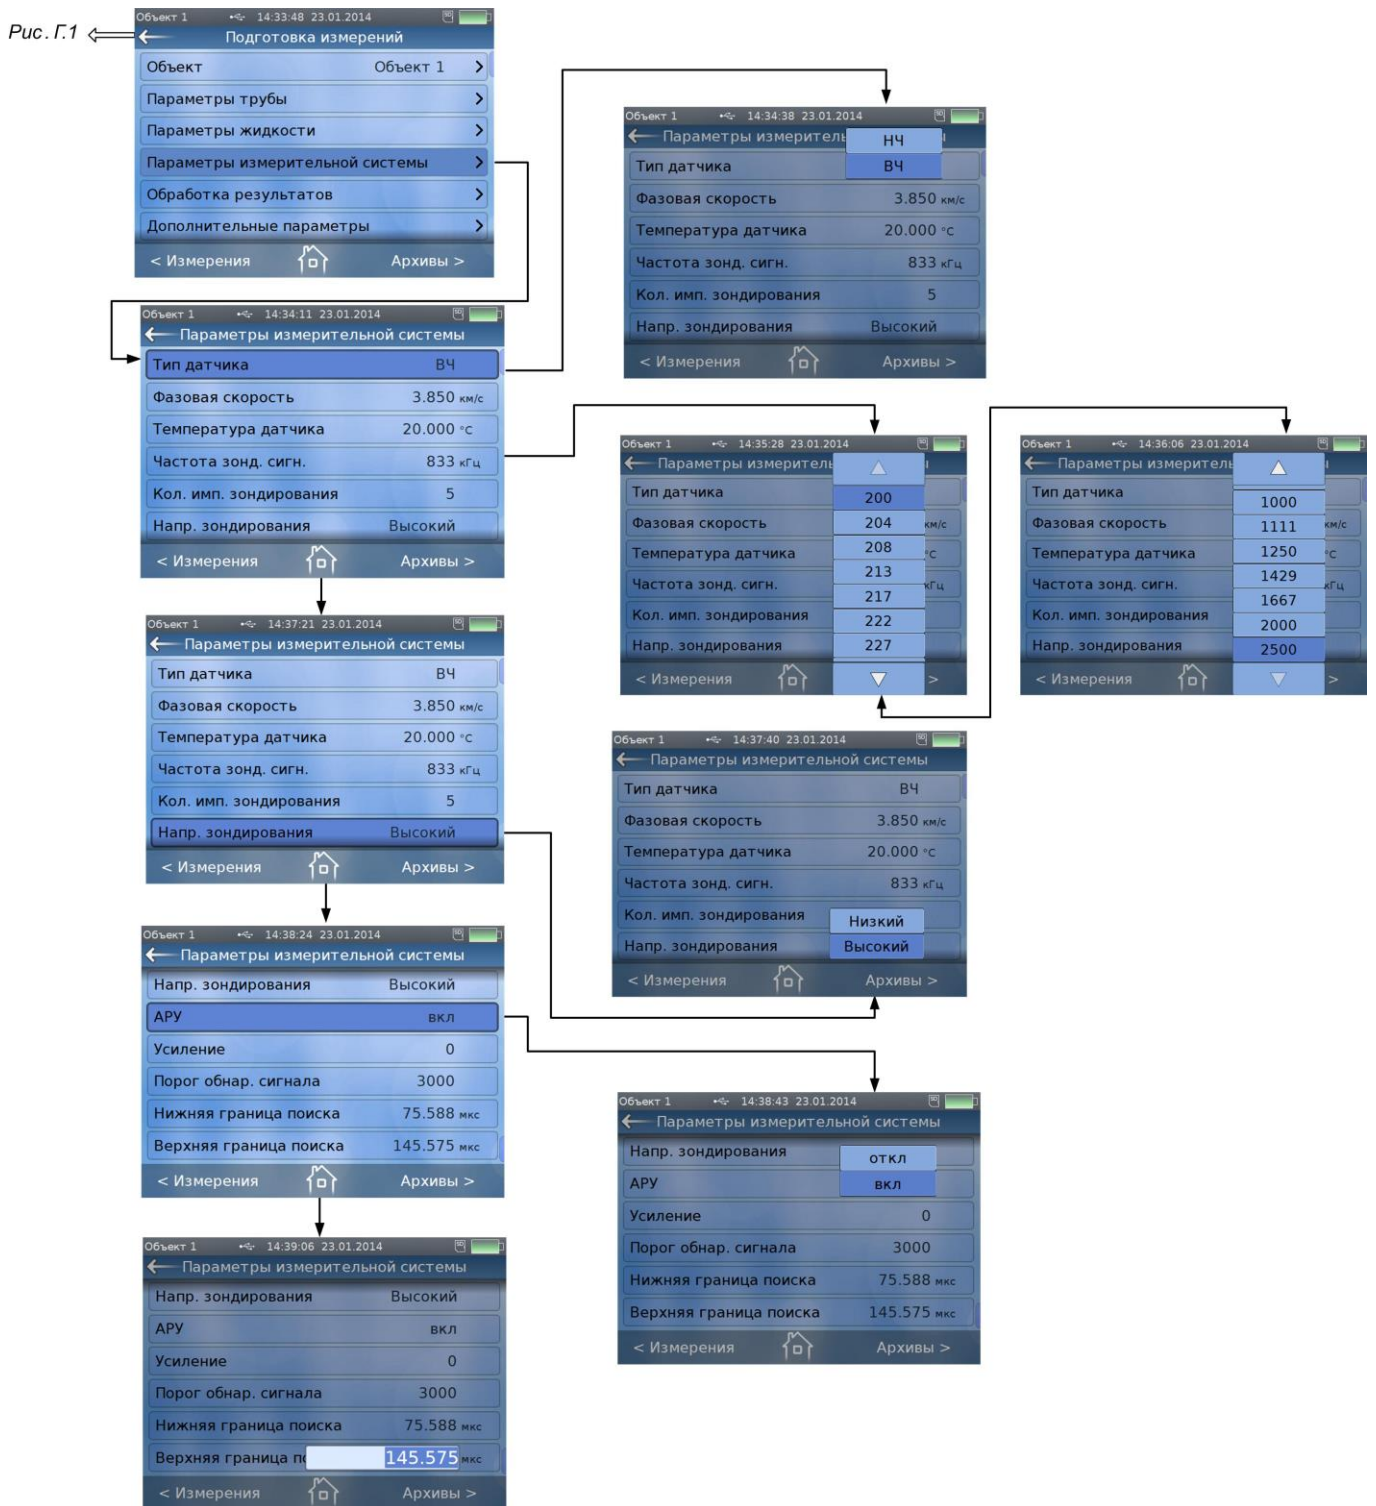 Рис. Г.1
Объект 1 14:33:48 23.01.2014
Подготовка измерений
Объект Объект 1 >
Параметры трубы >
Параметры жидкости >
Параметры измерительной системы >
Обработка результатов >
Дополнительные параметры >
< Измерения Архивы >
Объект 1 14:34:38 23.01.2014
Параметры измеритель
НЧ
ВЧ
Тип датчика
Фазовая скорость 3.850 км/с
Температура датчика 20.000 °С
Частота зонд. сигн. 833 кГц
Кол. имп. зондирования 5
Напр. зондирования Высокий
< Измерения Архивы >
Объект 1 14:34:11 23.01.2014
Параметры измерительной системы
Тип датчика ВЧ
Фазовая скорость 3.850 км/с
Температура датчика 20.000 °С
Частота зонд. сигн. 833 кГц
Кол. имп. зондирования 5
Напр. зондирования Высокий
< Измерения Архивы >
Объект 1 14:35:28 23.01.2014
Параметры измеритель
Тип датчика
200
Фазовая скорость 204 км/с
Температура датчика 208 °С
213
Частота зонд. сигн. кГц
217
Кол. имп. зондирования 222
Напр. зондирования 227
< Измерения >
Объект 1 14:36:06 23.01.2014
Параметры измеритель
Тип датчика
1000
Фазовая скорость 1111 км/с
Температура датчика 1250 °С
1429
Частота зонд. сигн. кГц
1667
Кол. имп. зондирования
2000
Напр. зондирования 2500
< Измерения >
Объект 1 14:37:21 23.01.2014
Параметры измерительной системы
Тип датчика ВЧ
Фазовая скорость 3.850 км/с
Температура датчика 20.000 °С
Частота зонд. сигн. 833 кГц
Кол. имп. зондирования 5
Напр. зондирования Высокий
< Измерения Архивы >
Объект 1 14:37:40 23.01.2014
Параметры измерительной системы
Тип датчика ВЧ
Фазовая скорость 3.850 км/с
Температура датчика 20.000 °С
Частота зонд. сигн. 833 кГц
Кол. имп. зондирования Низкий
Напр. зондирования Высокий
< Измерения Архивы >
Объект 1 14:38:24 23.01.2014
Параметры измерительной системы
Напр. зондирования Высокий
АРУ вкл
Усиление 0
Порог обнар. сигнала 3000
Нижняя граница поиска 75.588 мкс
Верхняя граница поиска 145.575 мкс
< Измерения Архивы >
Объект 1 14:38:43 23.01.2014
Параметры измерительной системы
Напр. зондирования откл
АРУ вкл
Усиление 0
Порог обнар. сигнала 3000
Нижняя граница поиска 75.588 мкс
Верхняя граница поиска 145.575 мкс
< Измерения Архивы >
Объект 1 14:39:06 23.01.2014
Параметры измерительной системы
Напр. зондирования Высокий
АРУ вкл
Усиление 0
Порог обнар. сигнала 3000
Нижняя граница поиска 75.588 мкс
Верхняя граница по 145.575 мкс
< Измерения Архивы >